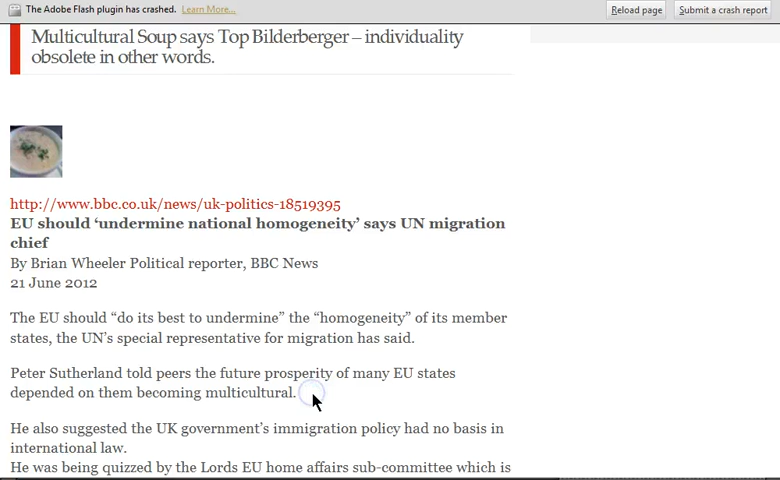 The Adobe Flash plugin has crashed. Learn More... Reload page Submit a crash report
Multicultural Soup says Top Bilderberger – individuality
obsolete in other words.
http://www.bbc.co.uk/news/uk-politics-18519395
EU should ‘undermine national homogeneity’ says UN migration
chief
By Brian Wheeler Political reporter, BBC News
21 June 2012
The EU should “do its best to undermine” the “homogeneity” of its member
states, the UN’s special representative for migration has said.
Peter Sutherland told peers the future prosperity of many EU states
depended on them becoming multicultural.
He also suggested the UK government’s immigration policy had no basis in
international law.
He was being quizzed by the Lords EU home affairs sub-committee which is